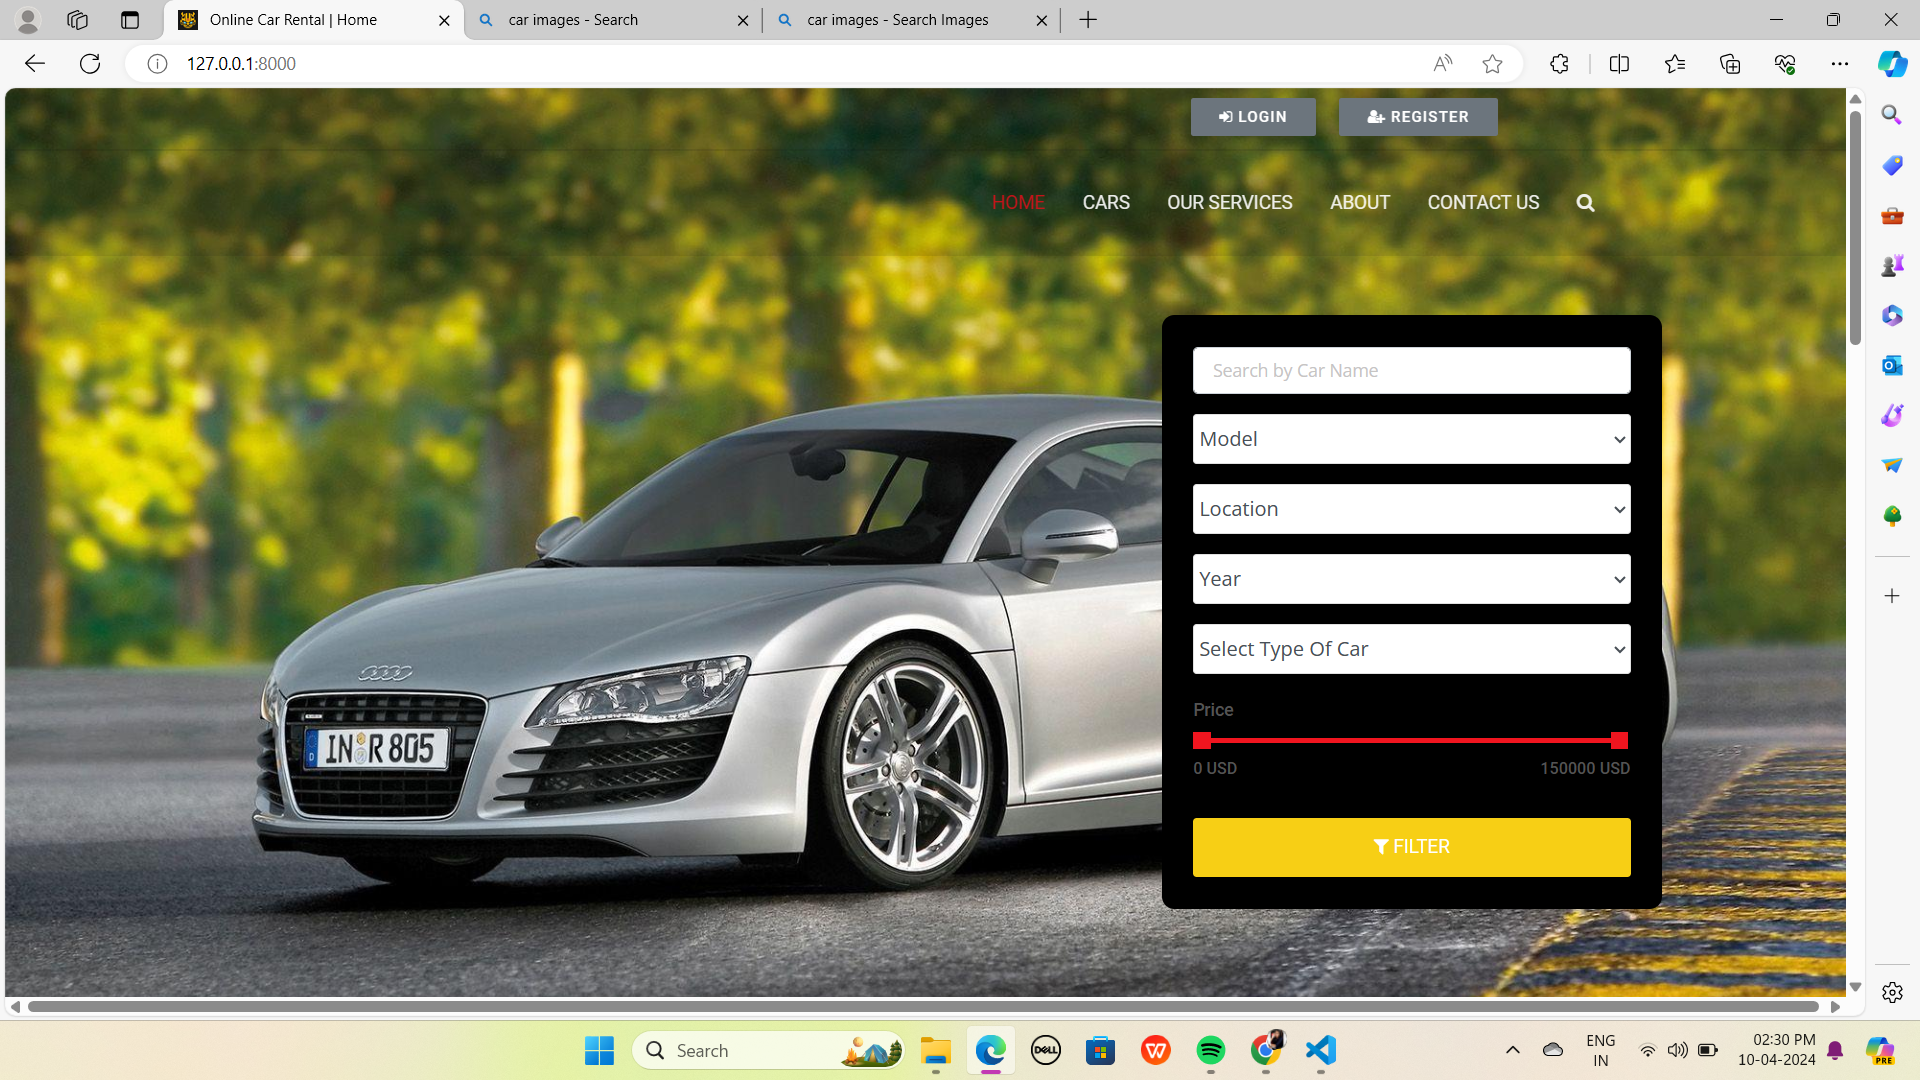 Online Car Rental | Home
car images - Search
car images - Search Images
127.0.0.1:8000
LOGIN
REGISTER
HOME
CARS
OUR SERVICES
ABOUT
CONTACT US
Search by Car Name
Model
Location
Year
Select Type Of Car
Price
0 USD
150000 USD
FILTER
IN R 805
D
Search
DELL
W
ENG
IN
02:30 PM
10-04-2024
PRE